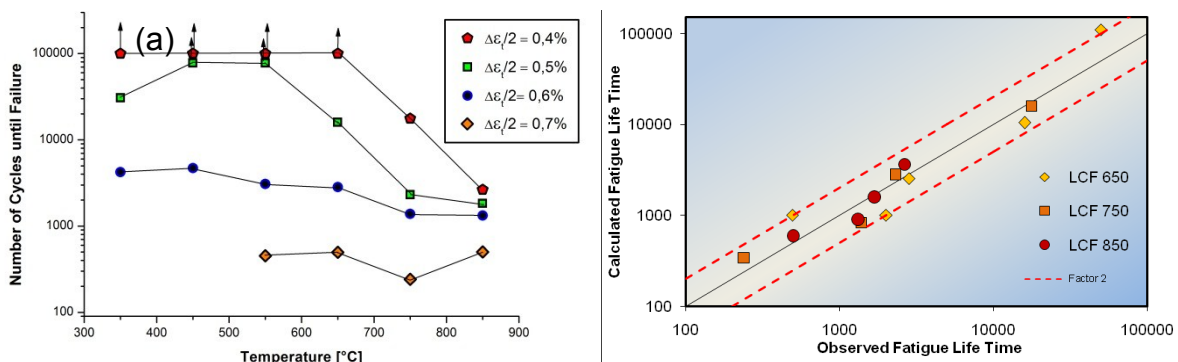 (a)
Δεt/2 = 0,4%
Δεt/2= 0,5%
Δεt/2= 0,6%
Δεt/2= 0,7%
Number of Cycles until Failure
100000
10000
1000
100
300 400 500 600 700 800 900
Temperature [°C]
Calculated Fatigue Life Time
100000
10000
1000
100
LCF 650
LCF 750
LCF 850
Factor 2
100 1000 10000 100000
Observed Fatigue Life Time